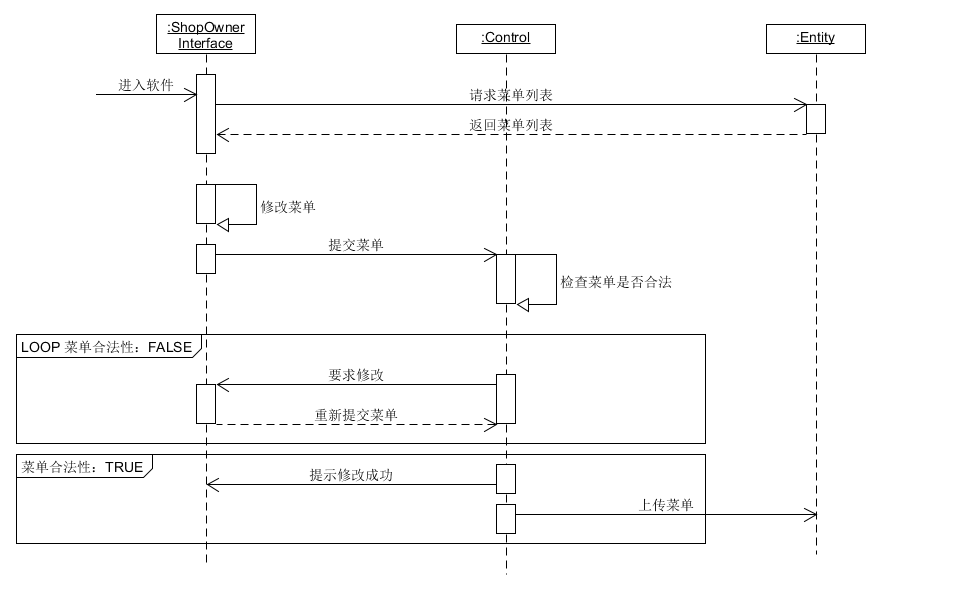 :ShopOwner
Interface
:Control
:Entity
进入软件
请求菜单列表
返回菜单列表
修改菜单
提交菜单
检查菜单是否合法
LOOP 菜单合法性：FALSE
要求修改
重新提交菜单
菜单合法性：TRUE
提示修改成功
上传菜单